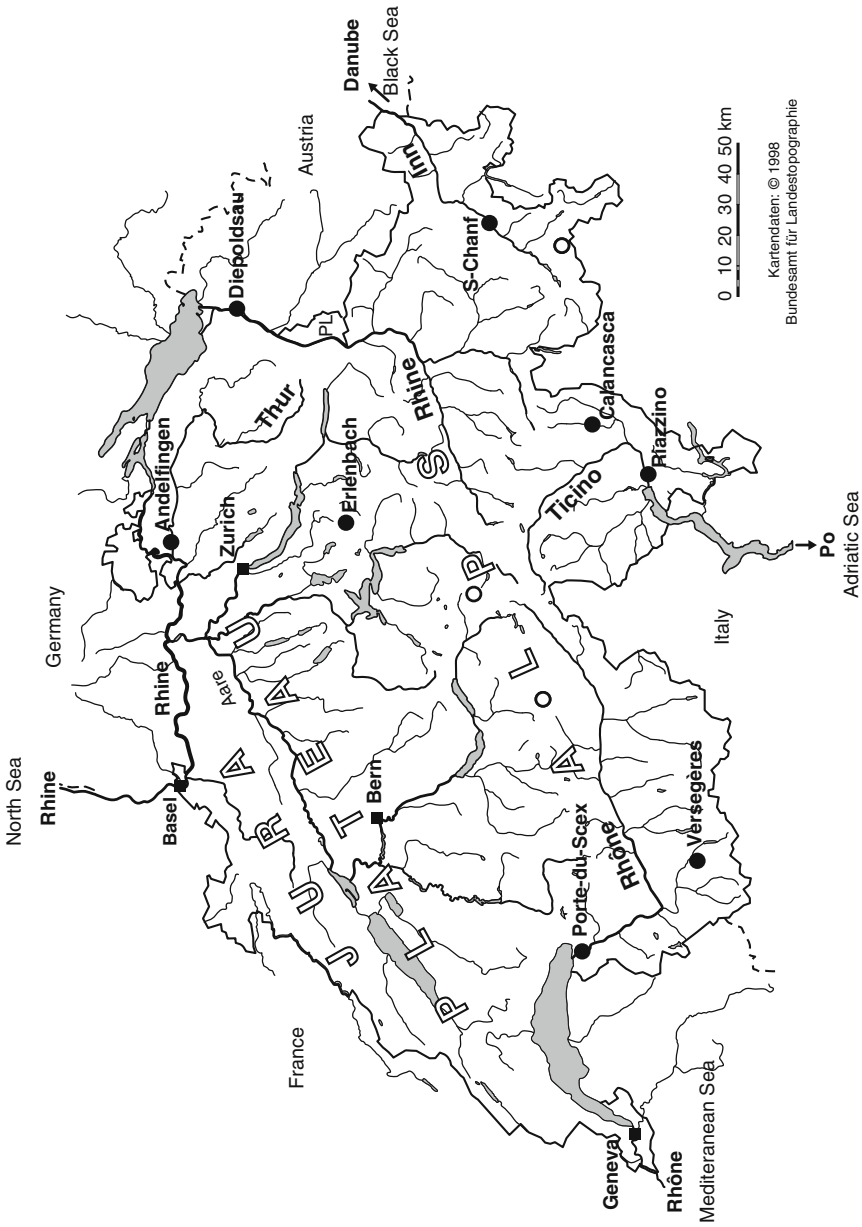 North Sea
Rhine
Germany
Basel
Rhine
Aare
Andelfingen
Zurich
Thur
Diepoldsau
Austria
Danube
Black Sea
Inn
PL
Erlenbach
Rhine
S-Chanf
France
JURA
PLATEAU
Bern
ALPS
Porte-du-Scex
Rhône
Versegères
Ticino
Calancasca
Riazzino
Geneva
Rhône
Mediteranean Sea
Italy
Po
Adriatic Sea
0 10 20 30 40 50 km
Kartendaten: © 1998
Bundesamt für Landestopographie